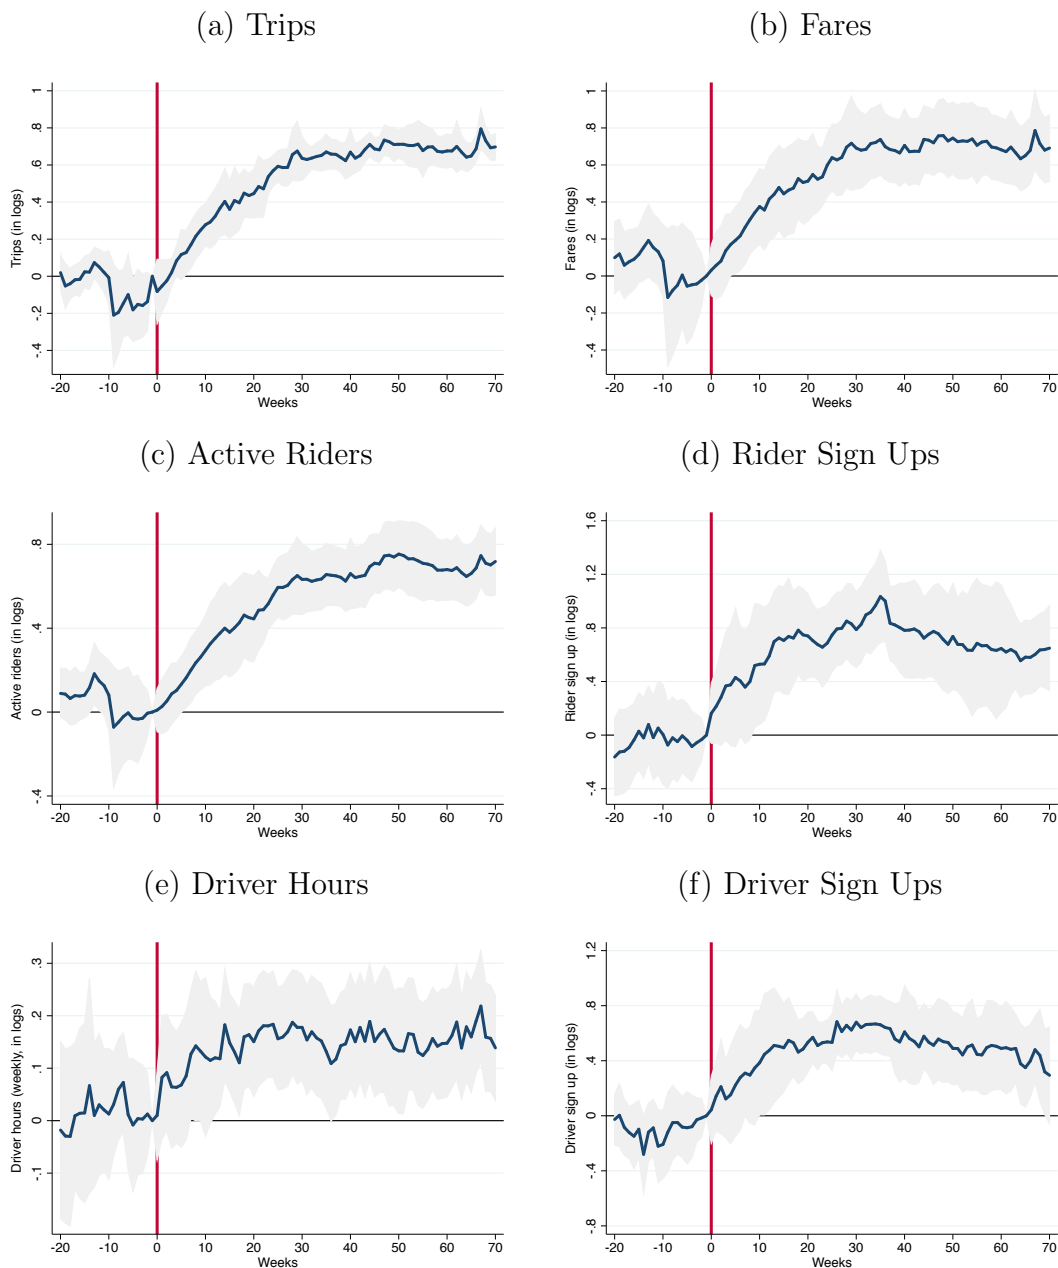 (a) Trips
Trips (in logs)
1
.8
.6
.4
.2
0
-.2
-.4
-20 -10 0 10 20 30 40 50 60 70
Weeks
(b) Fares
Fares (in logs)
1
.8
.6
.4
.2
0
-.2
-.4
-20 -10 0 10 20 30 40 50 60 70
Weeks
(c) Active Riders
Active riders (in logs)
.8
.4
0
-.4
-20 -10 0 10 20 30 40 50 60 70
Weeks
(d) Rider Sign Ups
Rider sign up (in logs)
1.6
1.2
.8
.4
0
-.4
-20 -10 0 10 20 30 40 50 60 70
Weeks
(e) Driver Hours
Driver hours (weekly, in logs)
.3
.2
.1
0
-.1
-20 -10 0 10 20 30 40 50 60 70
Weeks
(f) Driver Sign Ups
Driver sign up (in logs)
1.2
.8
.4
0
-.4
-.8
-20 -10 0 10 20 30 40 50 60 70
Weeks